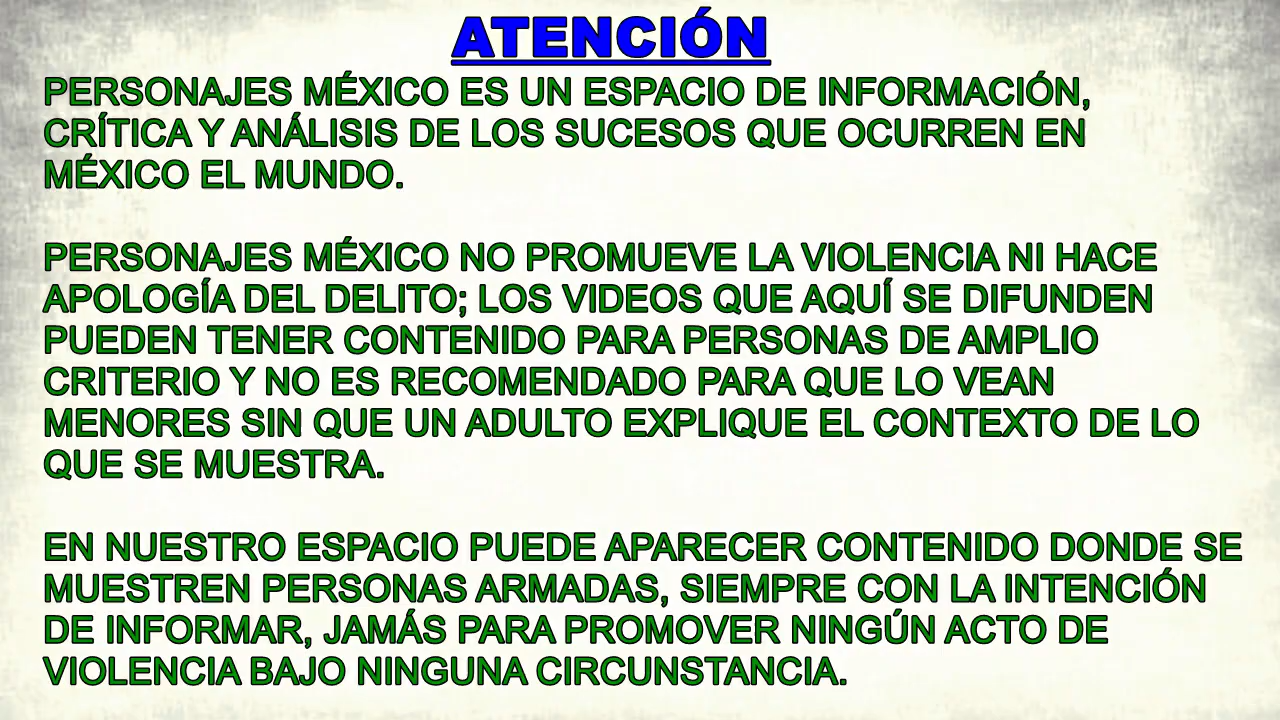 ATENCIÓN
PERSONAJES MÉXICO ES UN ESPACIO DE INFORMACIÓN,
CRÍTICA Y ANÁLISIS DE LOS SUCESOS QUE OCURREN EN
MÉXICO EL MUNDO.
PERSONAJES MÉXICO NO PROMUEVE LA VIOLENCIA NI HACE
APOLOGÍA DEL DELITO; LOS VIDEOS QUE AQUÍ SE DIFUNDEN
PUEDEN TENER CONTENIDO PARA PERSONAS DE AMPLIO
CRITERIO Y NO ES RECOMENDADO PARA QUE LO VEAN
MENORES SIN QUE UN ADULTO EXPLIQUE EL CONTEXTO DE LO
QUE SE MUESTRA.
EN NUESTRO ESPACIO PUEDE APARECER CONTENIDO DONDE SE
MUESTREN PERSONAS ARMADAS, SIEMPRE CON LA INTENCIÓN
DE INFORMAR, JAMÁS PARA PROMOVER NINGÚN ACTO DE
VIOLENCIA BAJO NINGUNA CIRCUNSTANCIA.